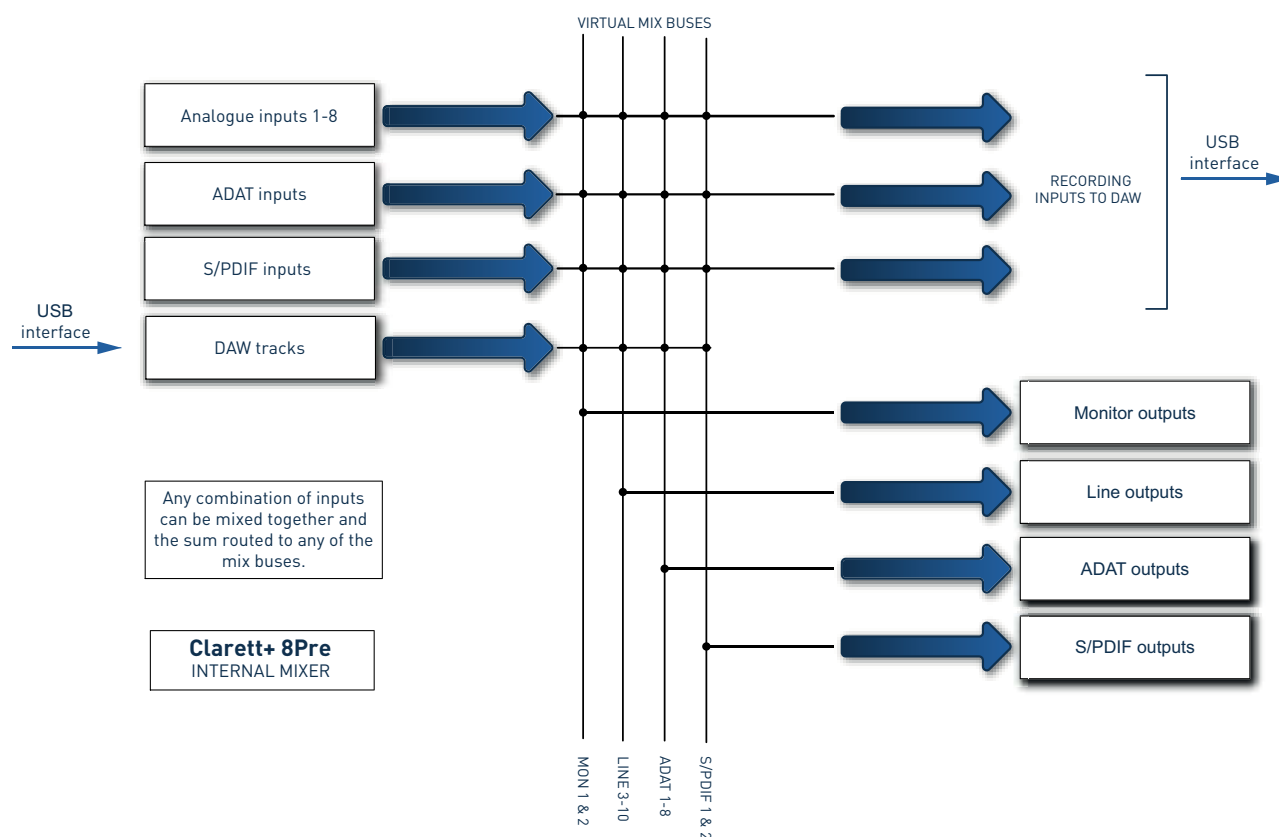 VIRTUAL MIX BUSES
Analogue inputs 1-8
ADAT inputs
S/PDIF inputs
USB
interface
DAW tracks
RECORDING
INPUTS TO DAW
USB
interface
Monitor outputs
Line outputs
ADAT outputs
S/PDIF outputs
Any combination of inputs
can be mixed together and
the sum routed to any of the
mix buses.
Clarett+ 8Pre
INTERNAL MIXER
MON 1 & 2
LINE 3-10
ADAT 1-8
S/PDIF 1 & 2